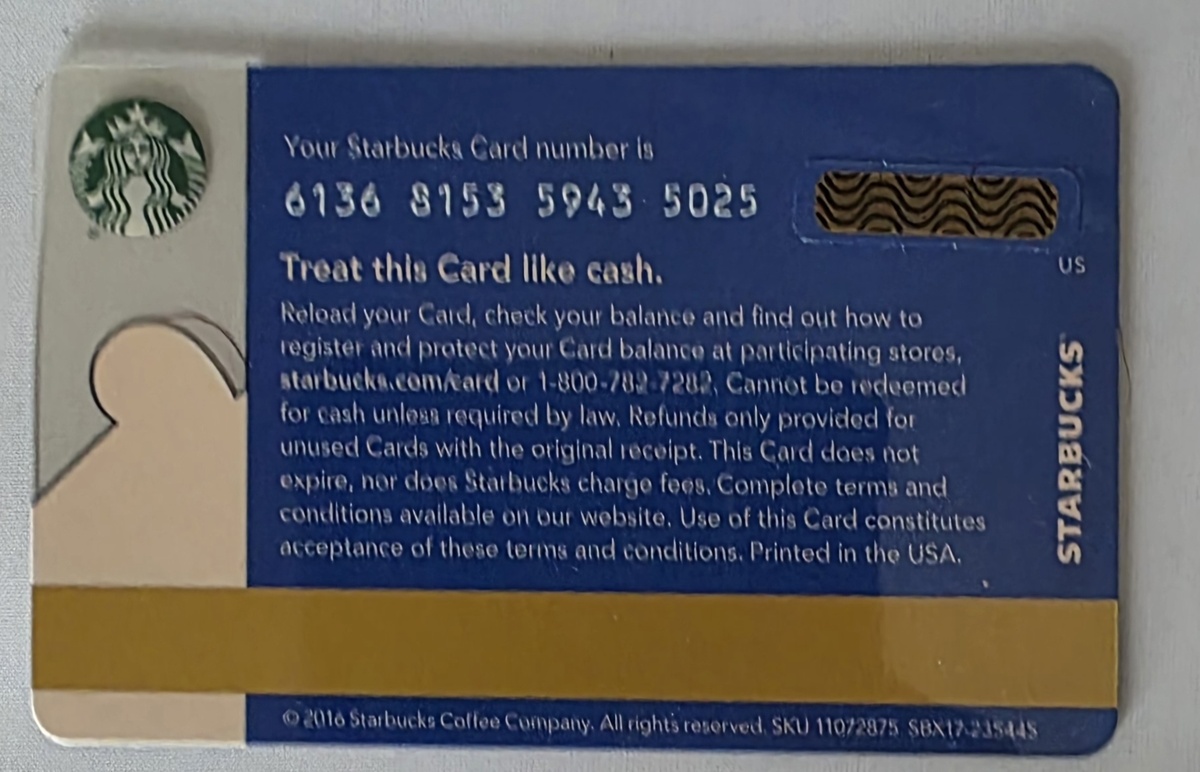 Your Starbucks Card number is
6136 8153 5943 5025
Treat this Card like cash.
US
Reload your Card, check your balance and find out how to
register and protect your Card balance at participating stores,
starbucks.com/card or 1-800-782-7282. Cannot be redeemed
for cash unless required by law. Refunds only provided for
unused Cards with the original receipt. This Card does not
expire, nor does Starbucks charge fees. Complete terms and
conditions available on our website. Use of this Card constitutes
acceptance of these terms and conditions. Printed in the USA.
STARBUCKS
© 2016 Starbucks Coffee Company. All rights reserved. SKU 11072875